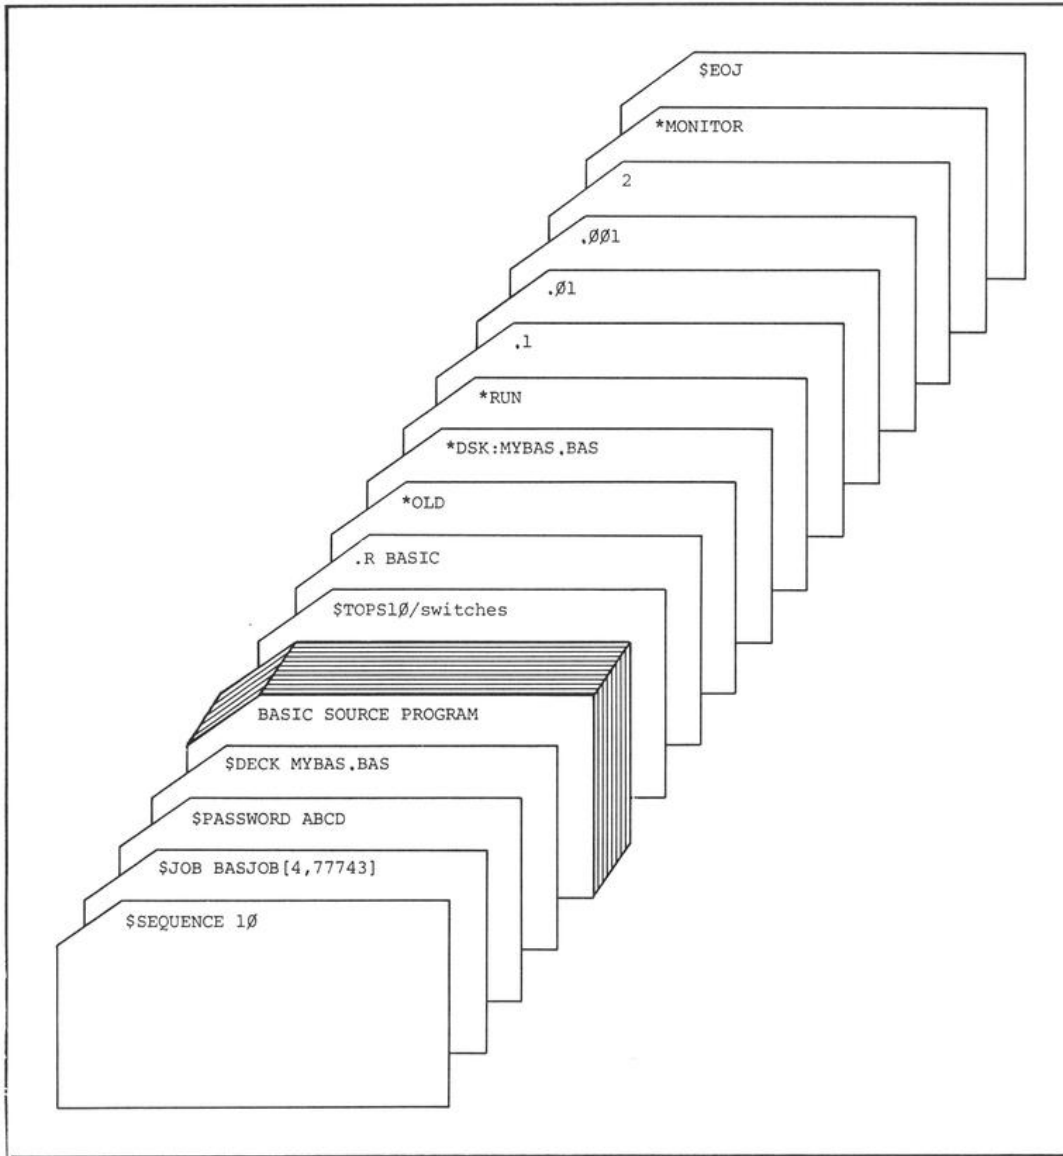 $EOJ
*MONITOR
2
.ØØ1
.Ø1
.1
*RUN
*DSK:MYBAS.BAS
*OLD
.R BASIC
$TOPS1Ø/switches
BASIC SOURCE PROGRAM
$DECK MYBAS.BAS
$PASSWORD ABCD
$JOB BASJOB[4,77743]
$SEQUENCE 1Ø